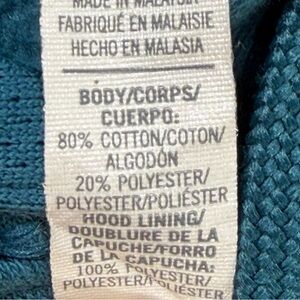 MADE IN MALAYSIA
FABRIQUÉ EN MALAISIE
HECHO EN MALASIA
BODY/CORPS/
CUERPO:
80% COTTON/COTON/
ALGODÓN
20% POLYESTER/
POLYESTER/POLIÉSTER
HOOD LINING/
DOUBLURE DE LA
CAPUCHE/FORRO
DE LA CAPUCHA:
100% POLYESTER/
POLYESTER/POLIÉSTER